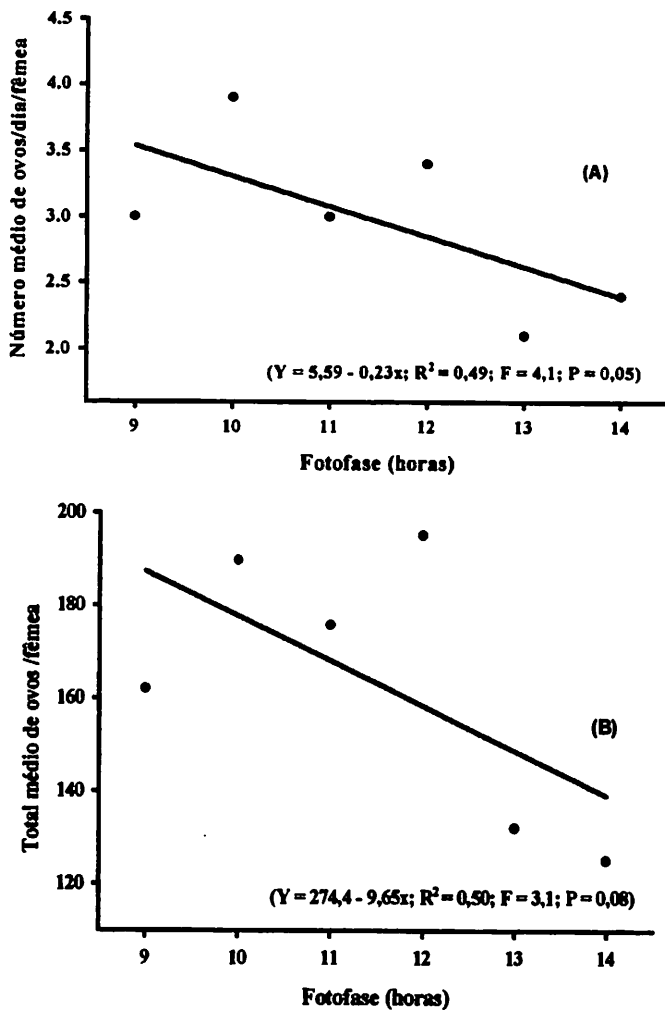 4.5
4.0
3.5
3.0
2.5
2.0
Número médio de ovos/dia/fêmea
(A)
(Y = 5,59 - 0,23x; R² = 0,49; F = 4,1; P = 0,05)
9 10 11 12 13 14
Fotofase (horas)
200
180
160
140
120
Total médio de ovos /fêmea
(B)
(Y = 274,4 - 9,65x; R² = 0,50; F = 3,1; P = 0,08)
9 10 11 12 13 14
Fotofase (horas)